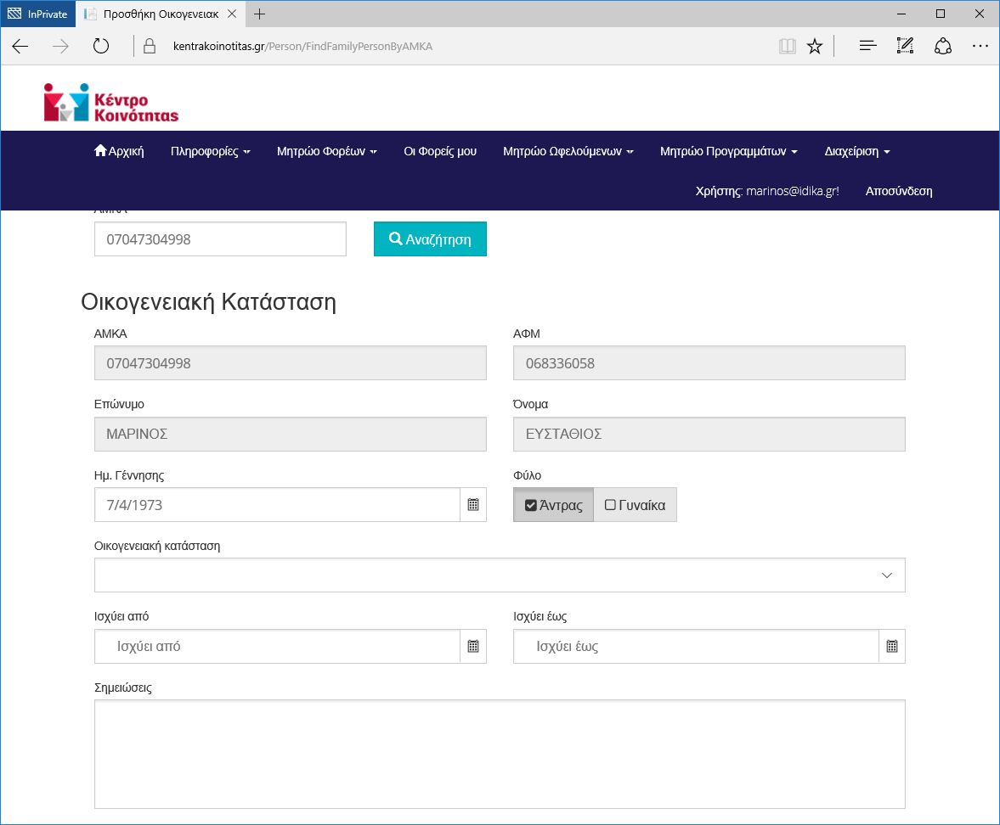 InPrivate Προσθήκη Οικογενειακ
kentrakoinotitas.gr/Person/FindFamilyPersonByAMKA
Κέντρο
Κοινότητας
Αρχική Πληροφορίες Μητρώο Φορέων Οι Φορείς μου Μητρώο Ωφελούμενων Μητρώο Προγραμμάτων Διαχείριση
Χρήστης: marinos@idika.gr! Αποσύνδεση
07047304998 Αναζήτηση
Οικογενειακή Κατάσταση
ΑΜΚΑ ΑΦΜ
07047304998 068336058
Επώνυμο Όνομα
ΜΑΡΙΝΟΣ ΕΥΣΤΑΘΙΟΣ
Ημ. Γέννησης Φύλο
7/4/1973 Άντρας Γυναίκα
Οικογενειακή κατάσταση
Ισχύει από Ισχύει έως
Ισχύει από Ισχύει έως
Σημειώσεις